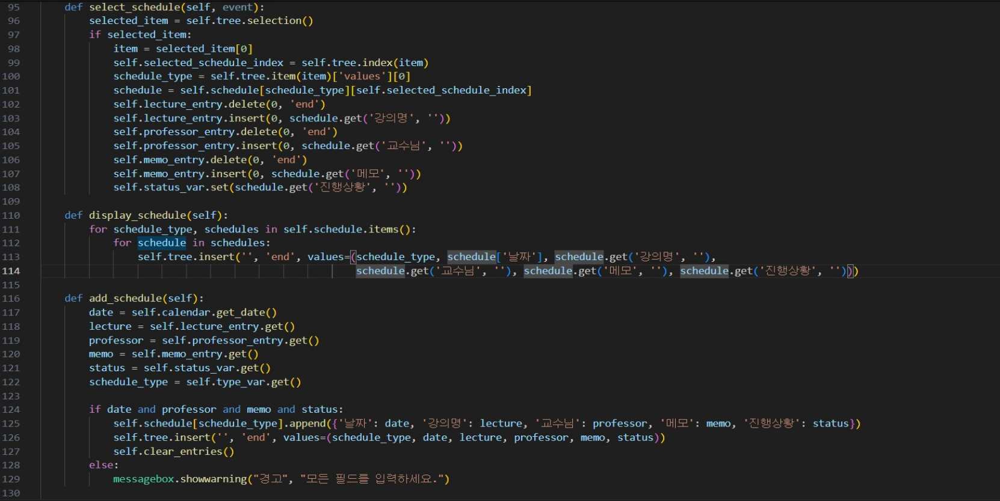 95 def select_schedule(self, event):
96 selected_item = self.tree.selection()
97 if selected_item:
98 item = selected_item[0]
99 self.selected_schedule_index = self.tree.index(item)
100 schedule_type = self.tree.item(item)['values'][0]
101 schedule = self.schedule[schedule_type][self.selected_schedule_index]
102 self.lecture_entry.delete(0, 'end')
103 self.lecture_entry.insert(0, schedule.get('강의명', ''))
104 self.professor_entry.delete(0, 'end')
105 self.professor_entry.insert(0, schedule.get('교수님', ''))
106 self.memo_entry.delete(0, 'end')
107 self.memo_entry.insert(0, schedule.get('메모', ''))
108 self.status_var.set(schedule.get('진행상황', ''))
109
110 def display_schedule(self):
111 for schedule_type, schedules in self.schedule.items():
112 for schedule in schedules:
113 self.tree.insert('', 'end', values=(schedule_type, schedule['날짜'], schedule.get('강의명', ''),
114 schedule.get('교수님', ''), schedule.get('메모', ''), schedule.get('진행상황', '')))
115
116 def add_schedule(self):
117 date = self.calendar.get_date()
118 lecture = self.lecture_entry.get()
119 professor = self.professor_entry.get()
120 memo = self.memo_entry.get()
121 status = self.status_var.get()
122 schedule_type = self.type_var.get()
123
124 if date and professor and memo and status:
125 self.schedule[schedule_type].append({'날짜': date, '강의명': lecture, '교수님': professor, '메모': memo, '진행상황': status})
126 self.tree.insert('', 'end', values=(schedule_type, date, lecture, professor, memo, status))
127 self.clear_entries()
128 else:
129 messagebox.showwarning("경고", "모든 필드를 입력하세요.")
130